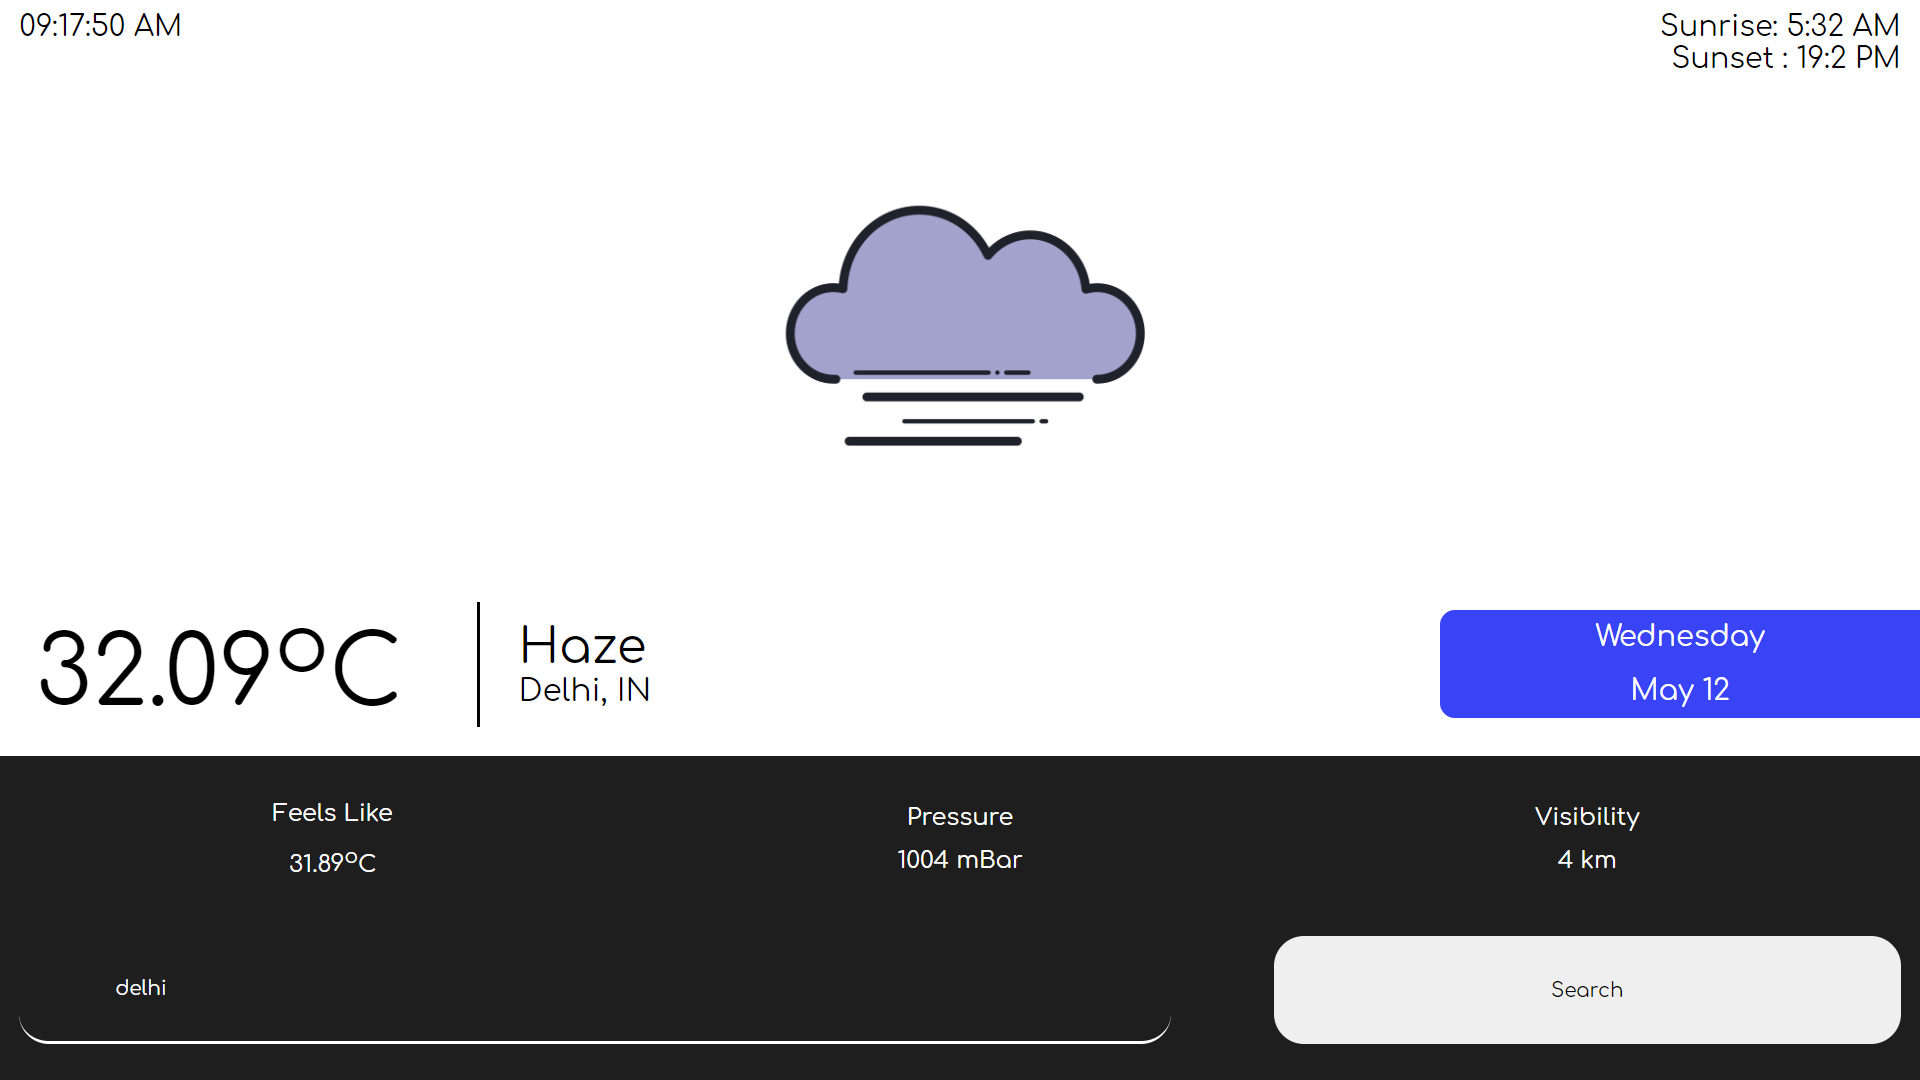 09:17:50 AM
Sunrise: 5:32 AM
Sunset : 19:2 PM
32.09°C
Haze
Delhi, IN
Wednesday
May 12
Feels Like
31.89°C
Pressure
1004 mBar
Visibility
4 km
delhi
Search